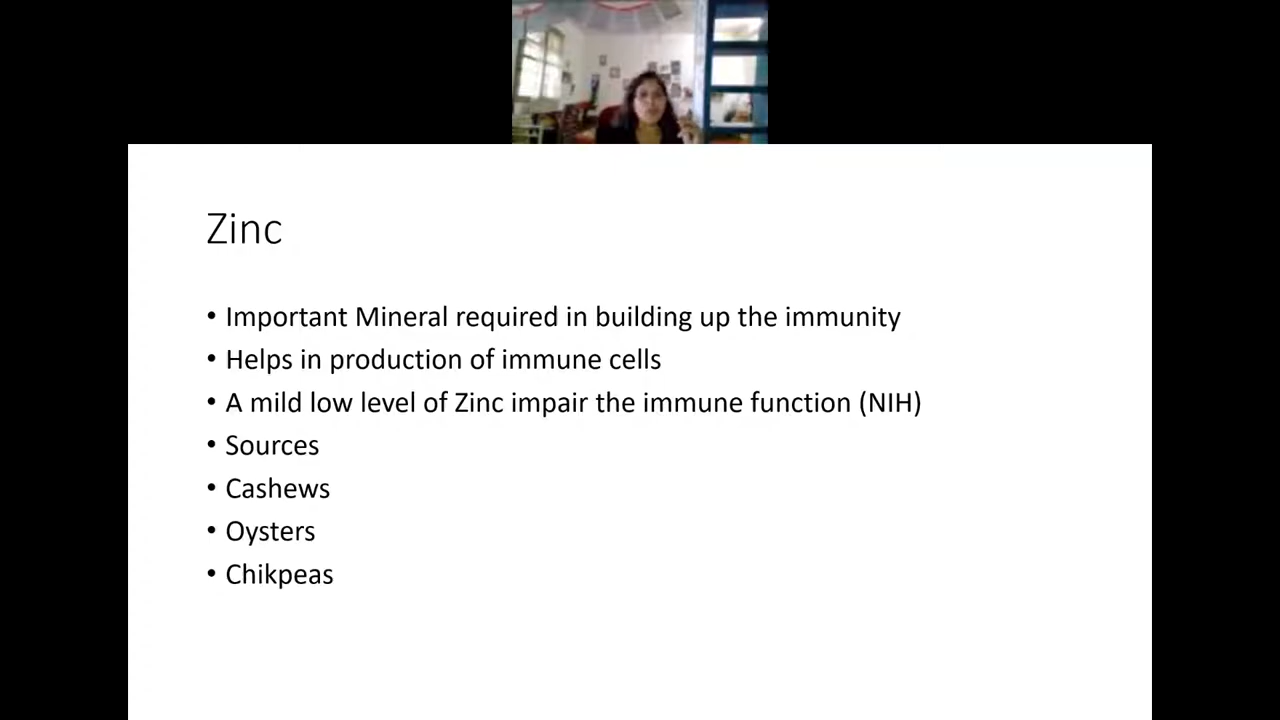 Zinc
• Important Mineral required in building up the immunity
• Helps in production of immune cells
• A mild low level of Zinc impair the immune function (NIH)
• Sources
• Cashews
• Oysters
• Chikpeas